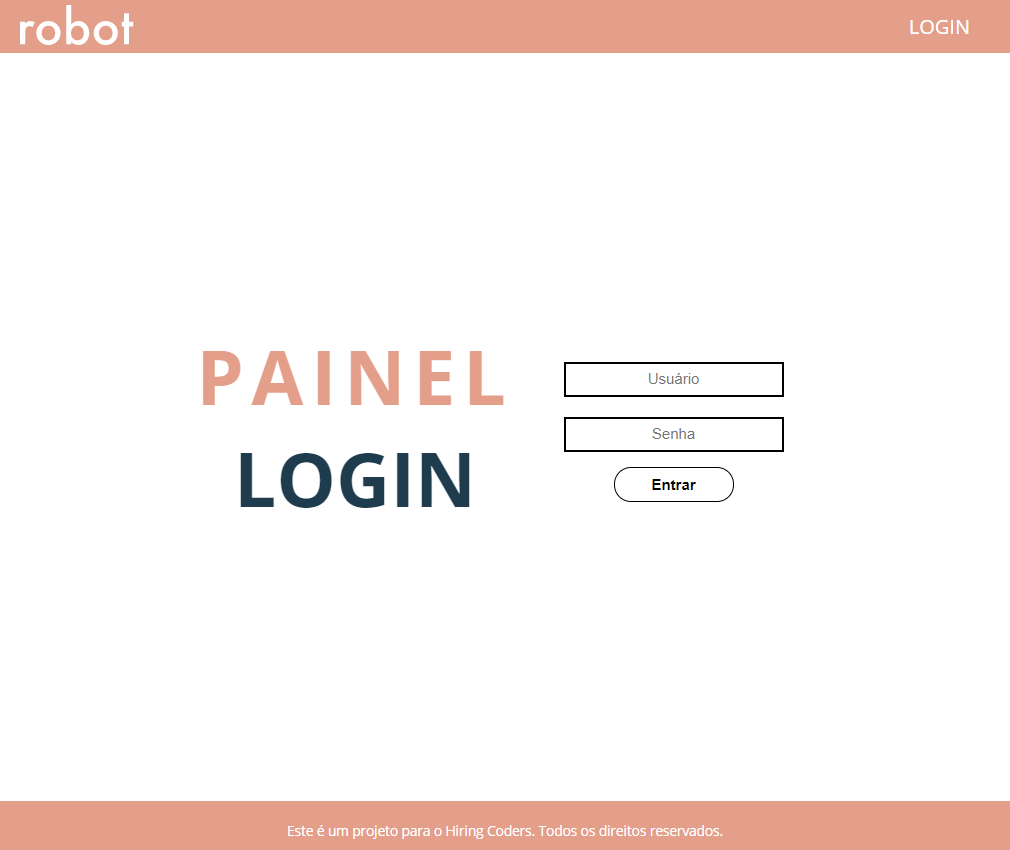 robot
LOGIN
PAINEL
LOGIN
Usuário
Senha
Entrar
Este é um projeto para o Hiring Coders. Todos os direitos reservados.